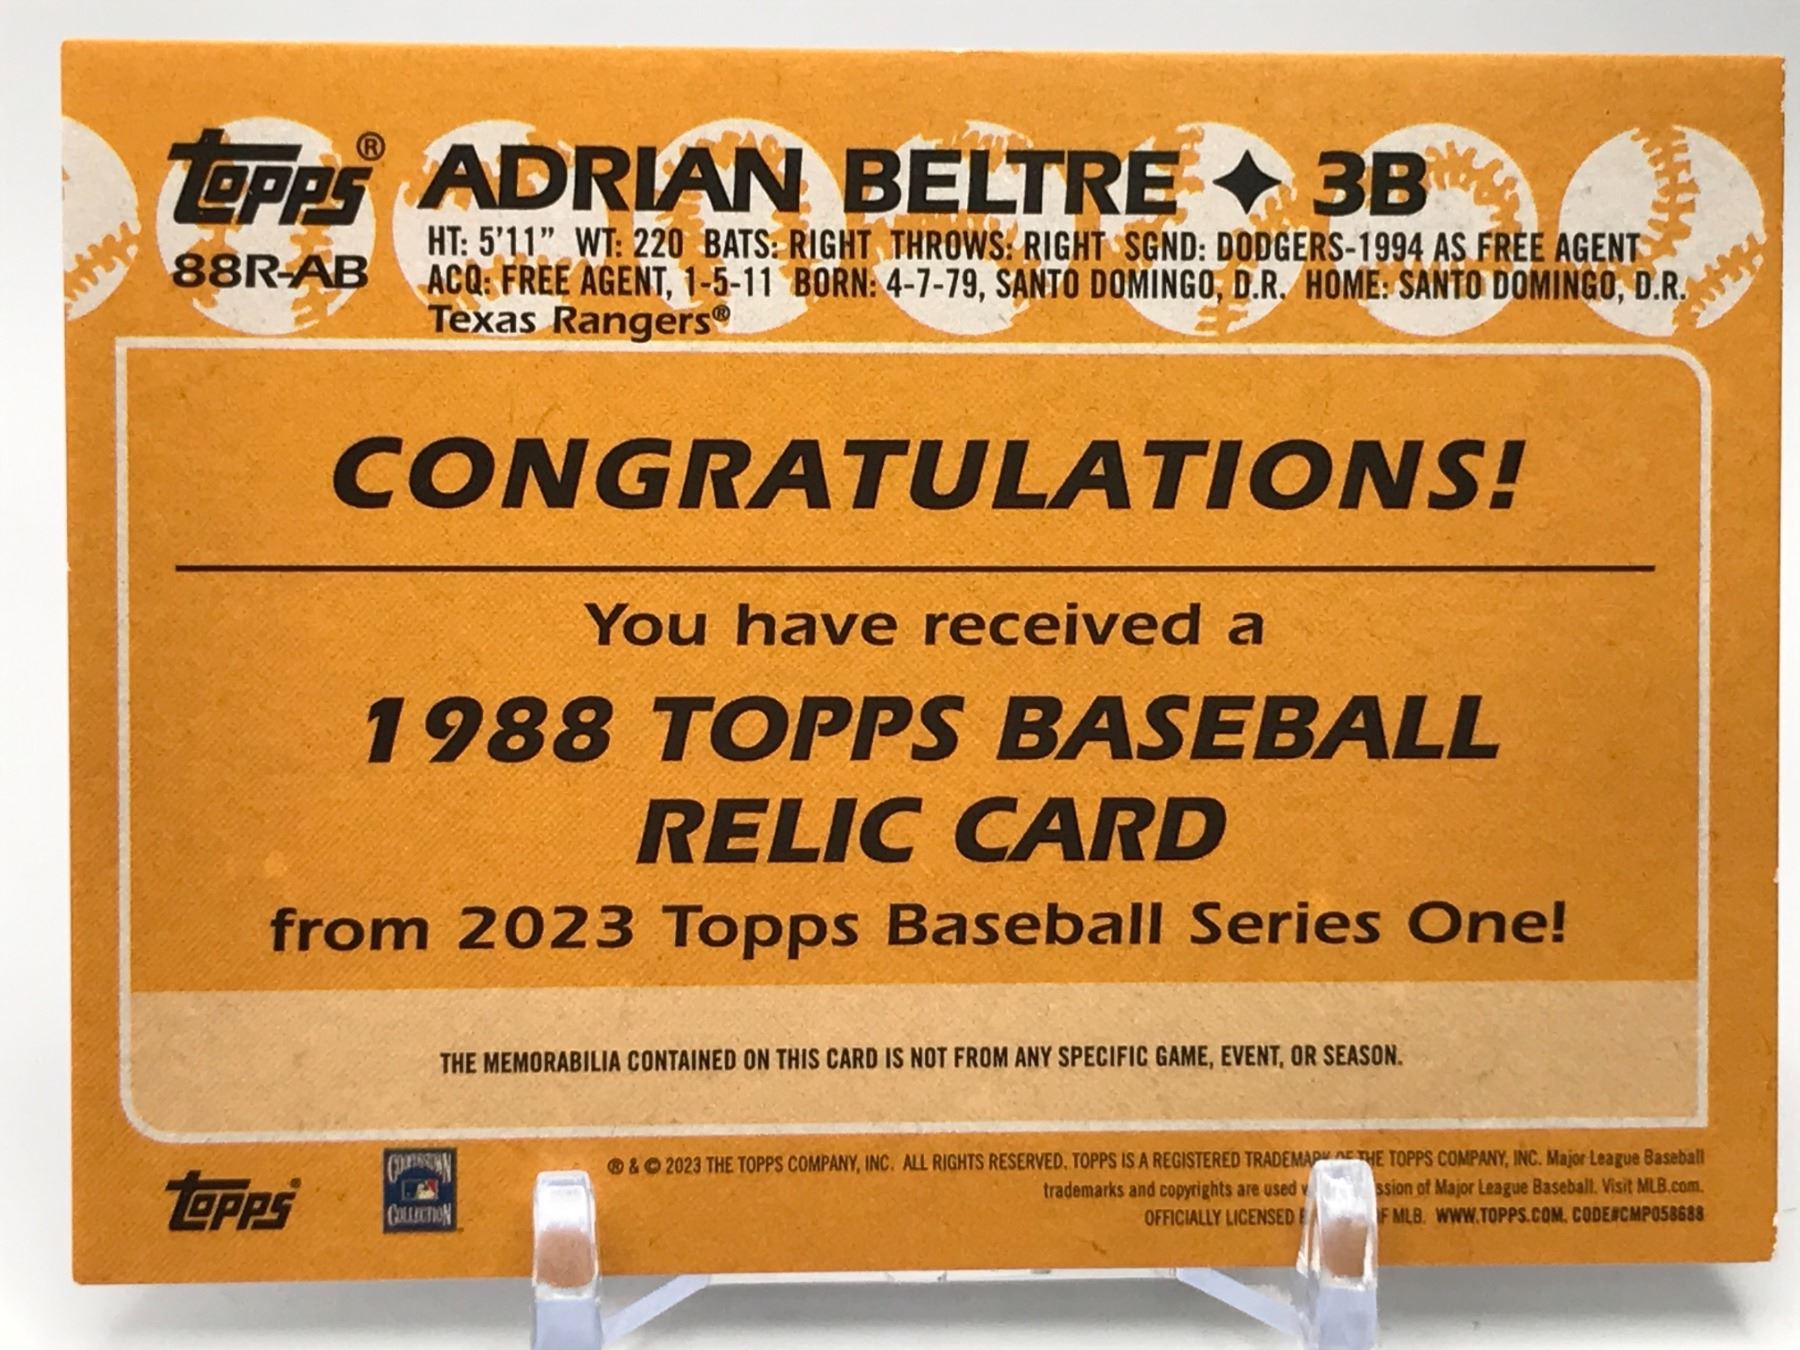 Topps® ADRIAN BELTRE ✦ 3B
88R-AB
HT: 5'11" WT: 220 BATS: RIGHT THROWS: RIGHT SGND: DODGERS-1994 AS FREE AGENT
ACQ: FREE AGENT, 1-5-11 BORN: 4-7-79, SANTO DOMINGO, D.R. HOME: SANTO DOMINGO, D.R.
Texas Rangers®
CONGRATULATIONS!
You have received a
1988 TOPPS BASEBALL
RELIC CARD
from 2023 Topps Baseball Series One!
THE MEMORABILIA CONTAINED ON THIS CARD IS NOT FROM ANY SPECIFIC GAME, EVENT, OR SEASON.
Topps®
COOPERSTOWN
COLLECTION
® & © 2023 THE TOPPS COMPANY, INC. ALL RIGHTS RESERVED. TOPPS IS A REGISTERED TRADEMARK OF THE TOPPS COMPANY, INC. Major League Baseball
trademarks and copyrights are used of Major League Baseball. Visit MLB.com.
OFFICIALLY LICENSED MLB. WWW.TOPPS.COM. CODE#CMP058688